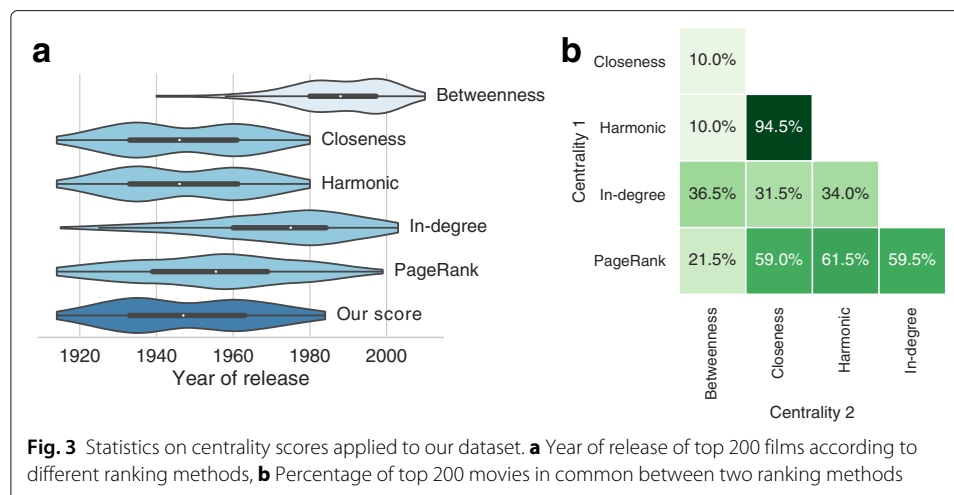 a
Betweenness
Closeness
Harmonic
In-degree
PageRank
Our score
1920 1940 1960 1980 2000
Year of release
b
Centrality 1
Closeness 10.0%
Harmonic 10.0% 94.5%
In-degree 36.5% 31.5% 34.0%
PageRank 21.5% 59.0% 61.5% 59.5%
Betweenness Closeness Harmonic In-degree
Centrality 2
Fig. 3 Statistics on centrality scores applied to our dataset. a Year of release of top 200 films according to
different ranking methods, b Percentage of top 200 movies in common between two ranking methods